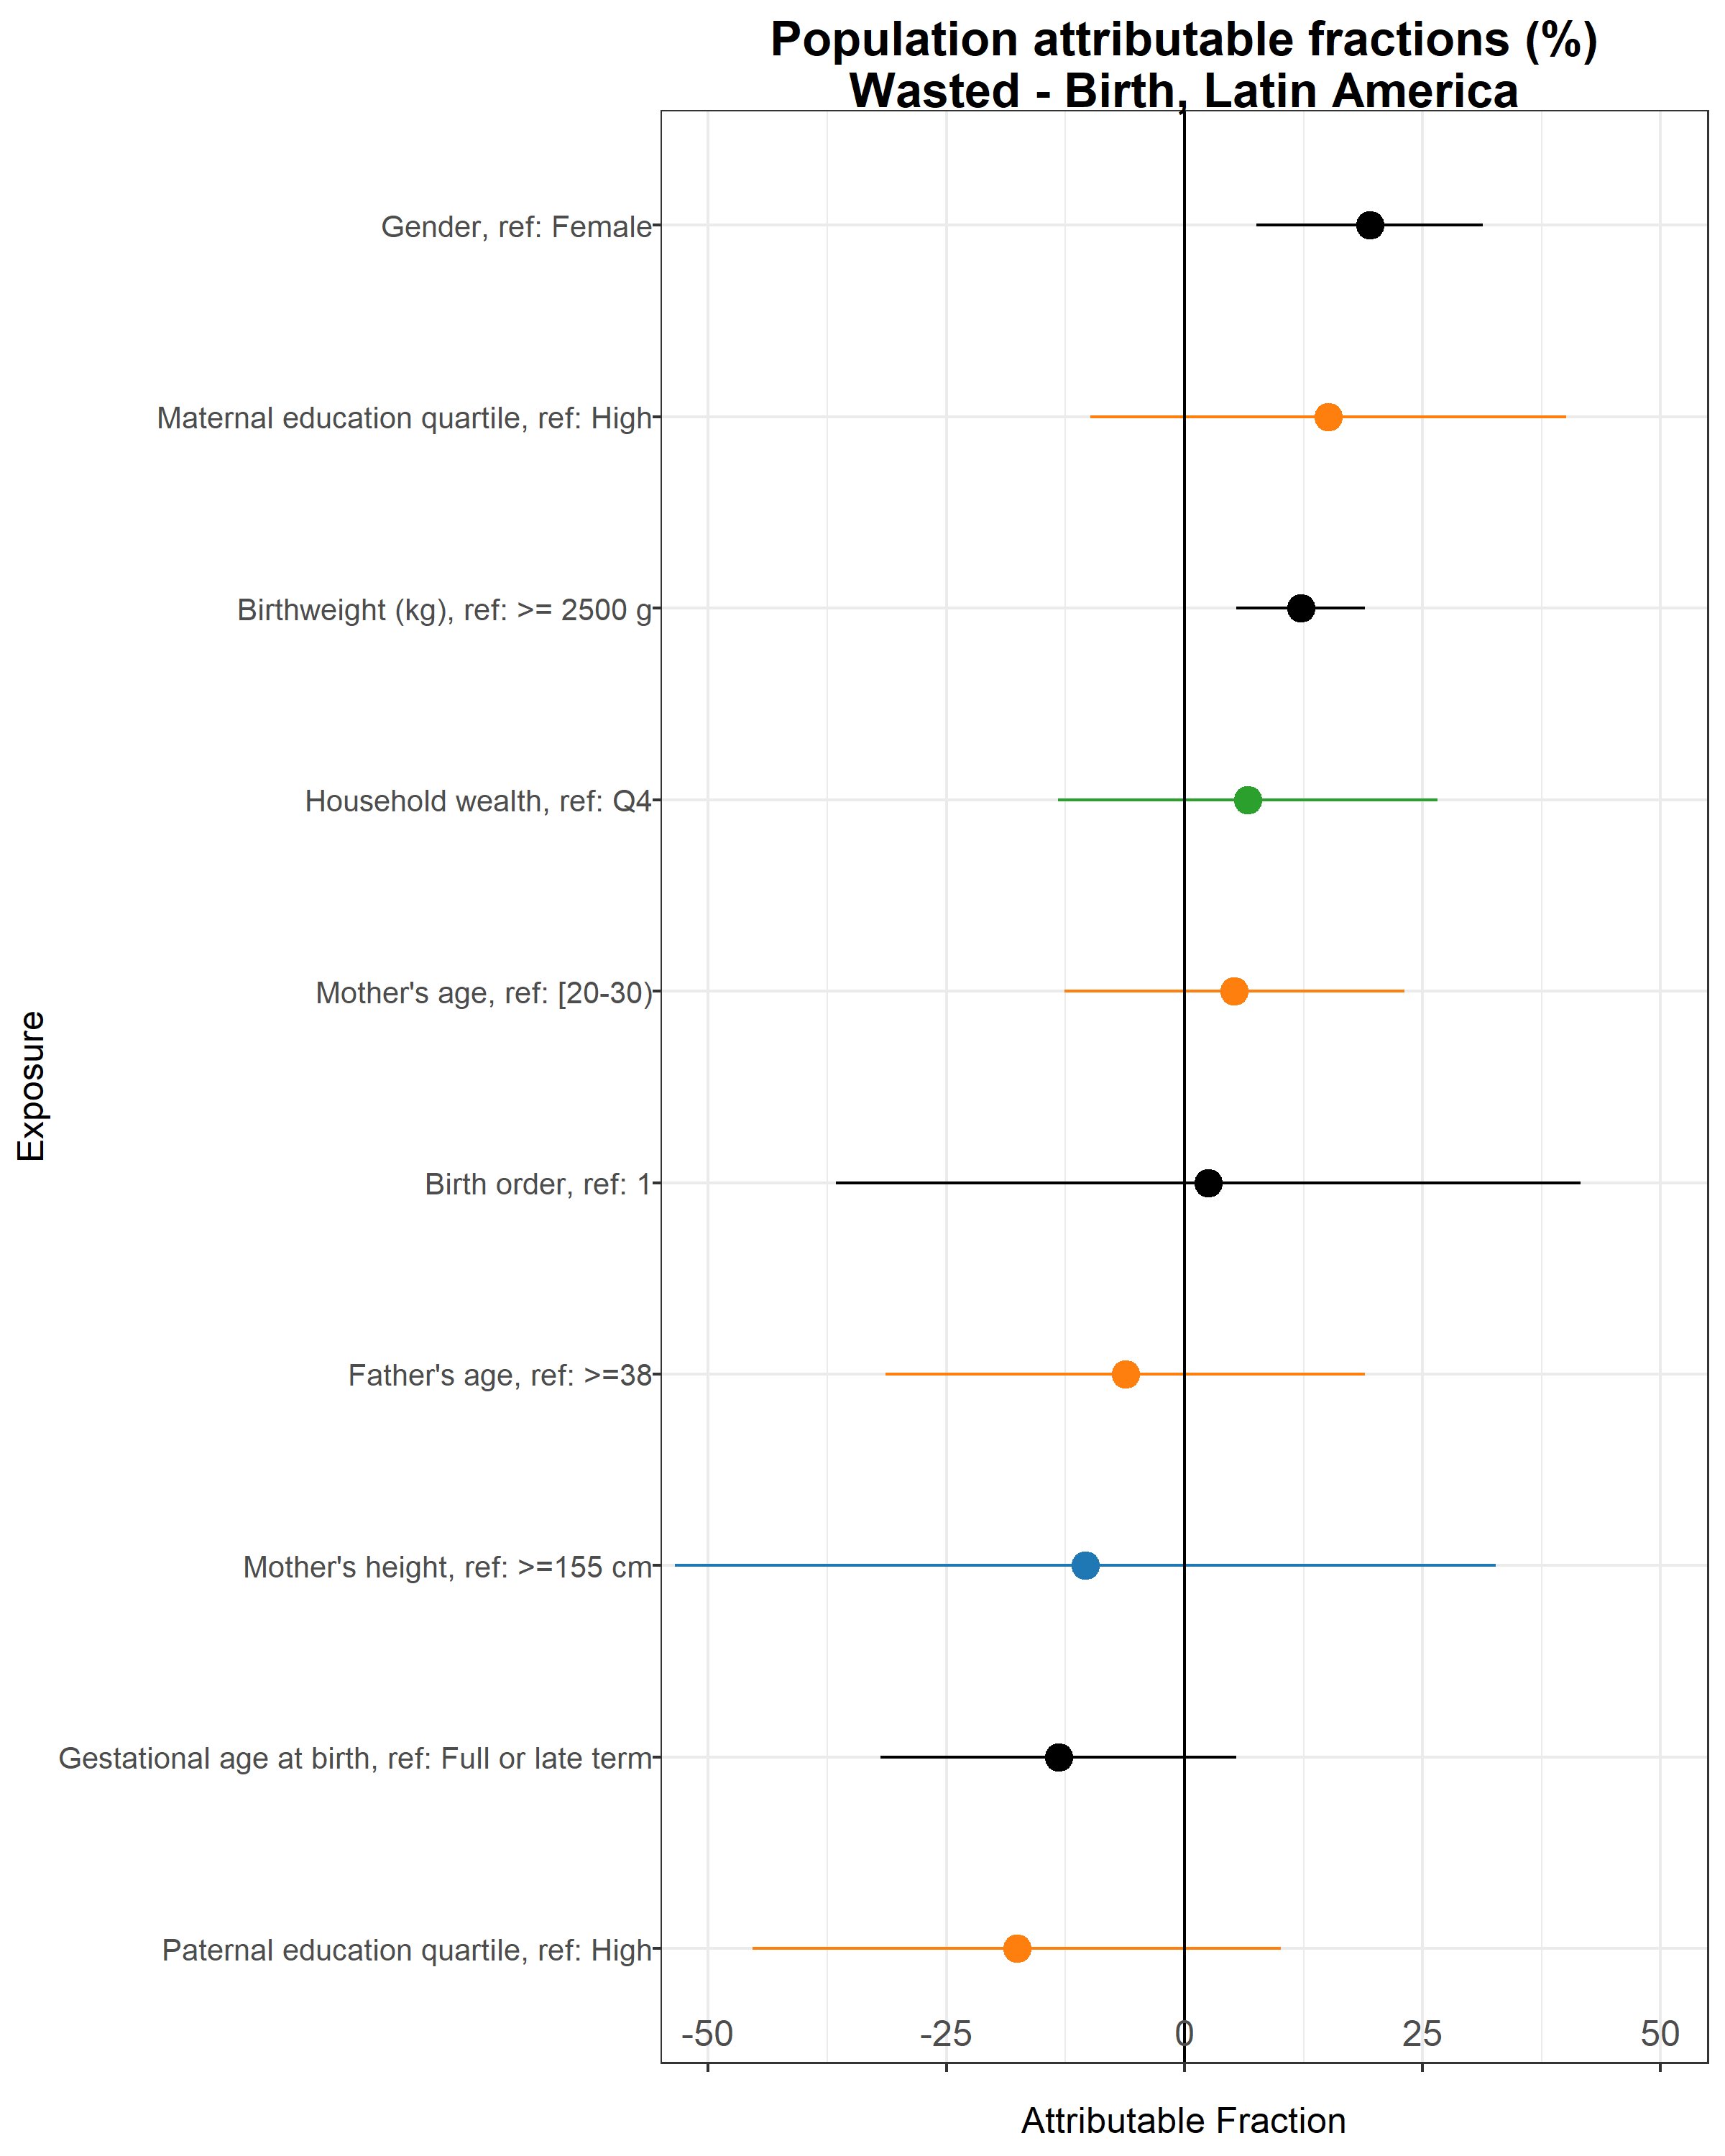 Population attributable fractions (%)
Wasted - Birth, Latin America
Gender, ref: Female
Maternal education quartile, ref: High
Birthweight (kg), ref: >= 2500 g
Household wealth, ref: Q4
Mother's age, ref: [20-30)
Birth order, ref: 1
Father's age, ref: >=38
Mother's height, ref: >=155 cm
Gestational age at birth, ref: Full or late term
Paternal education quartile, ref: High
Exposure
-50 -25 0 25 50
Attributable Fraction